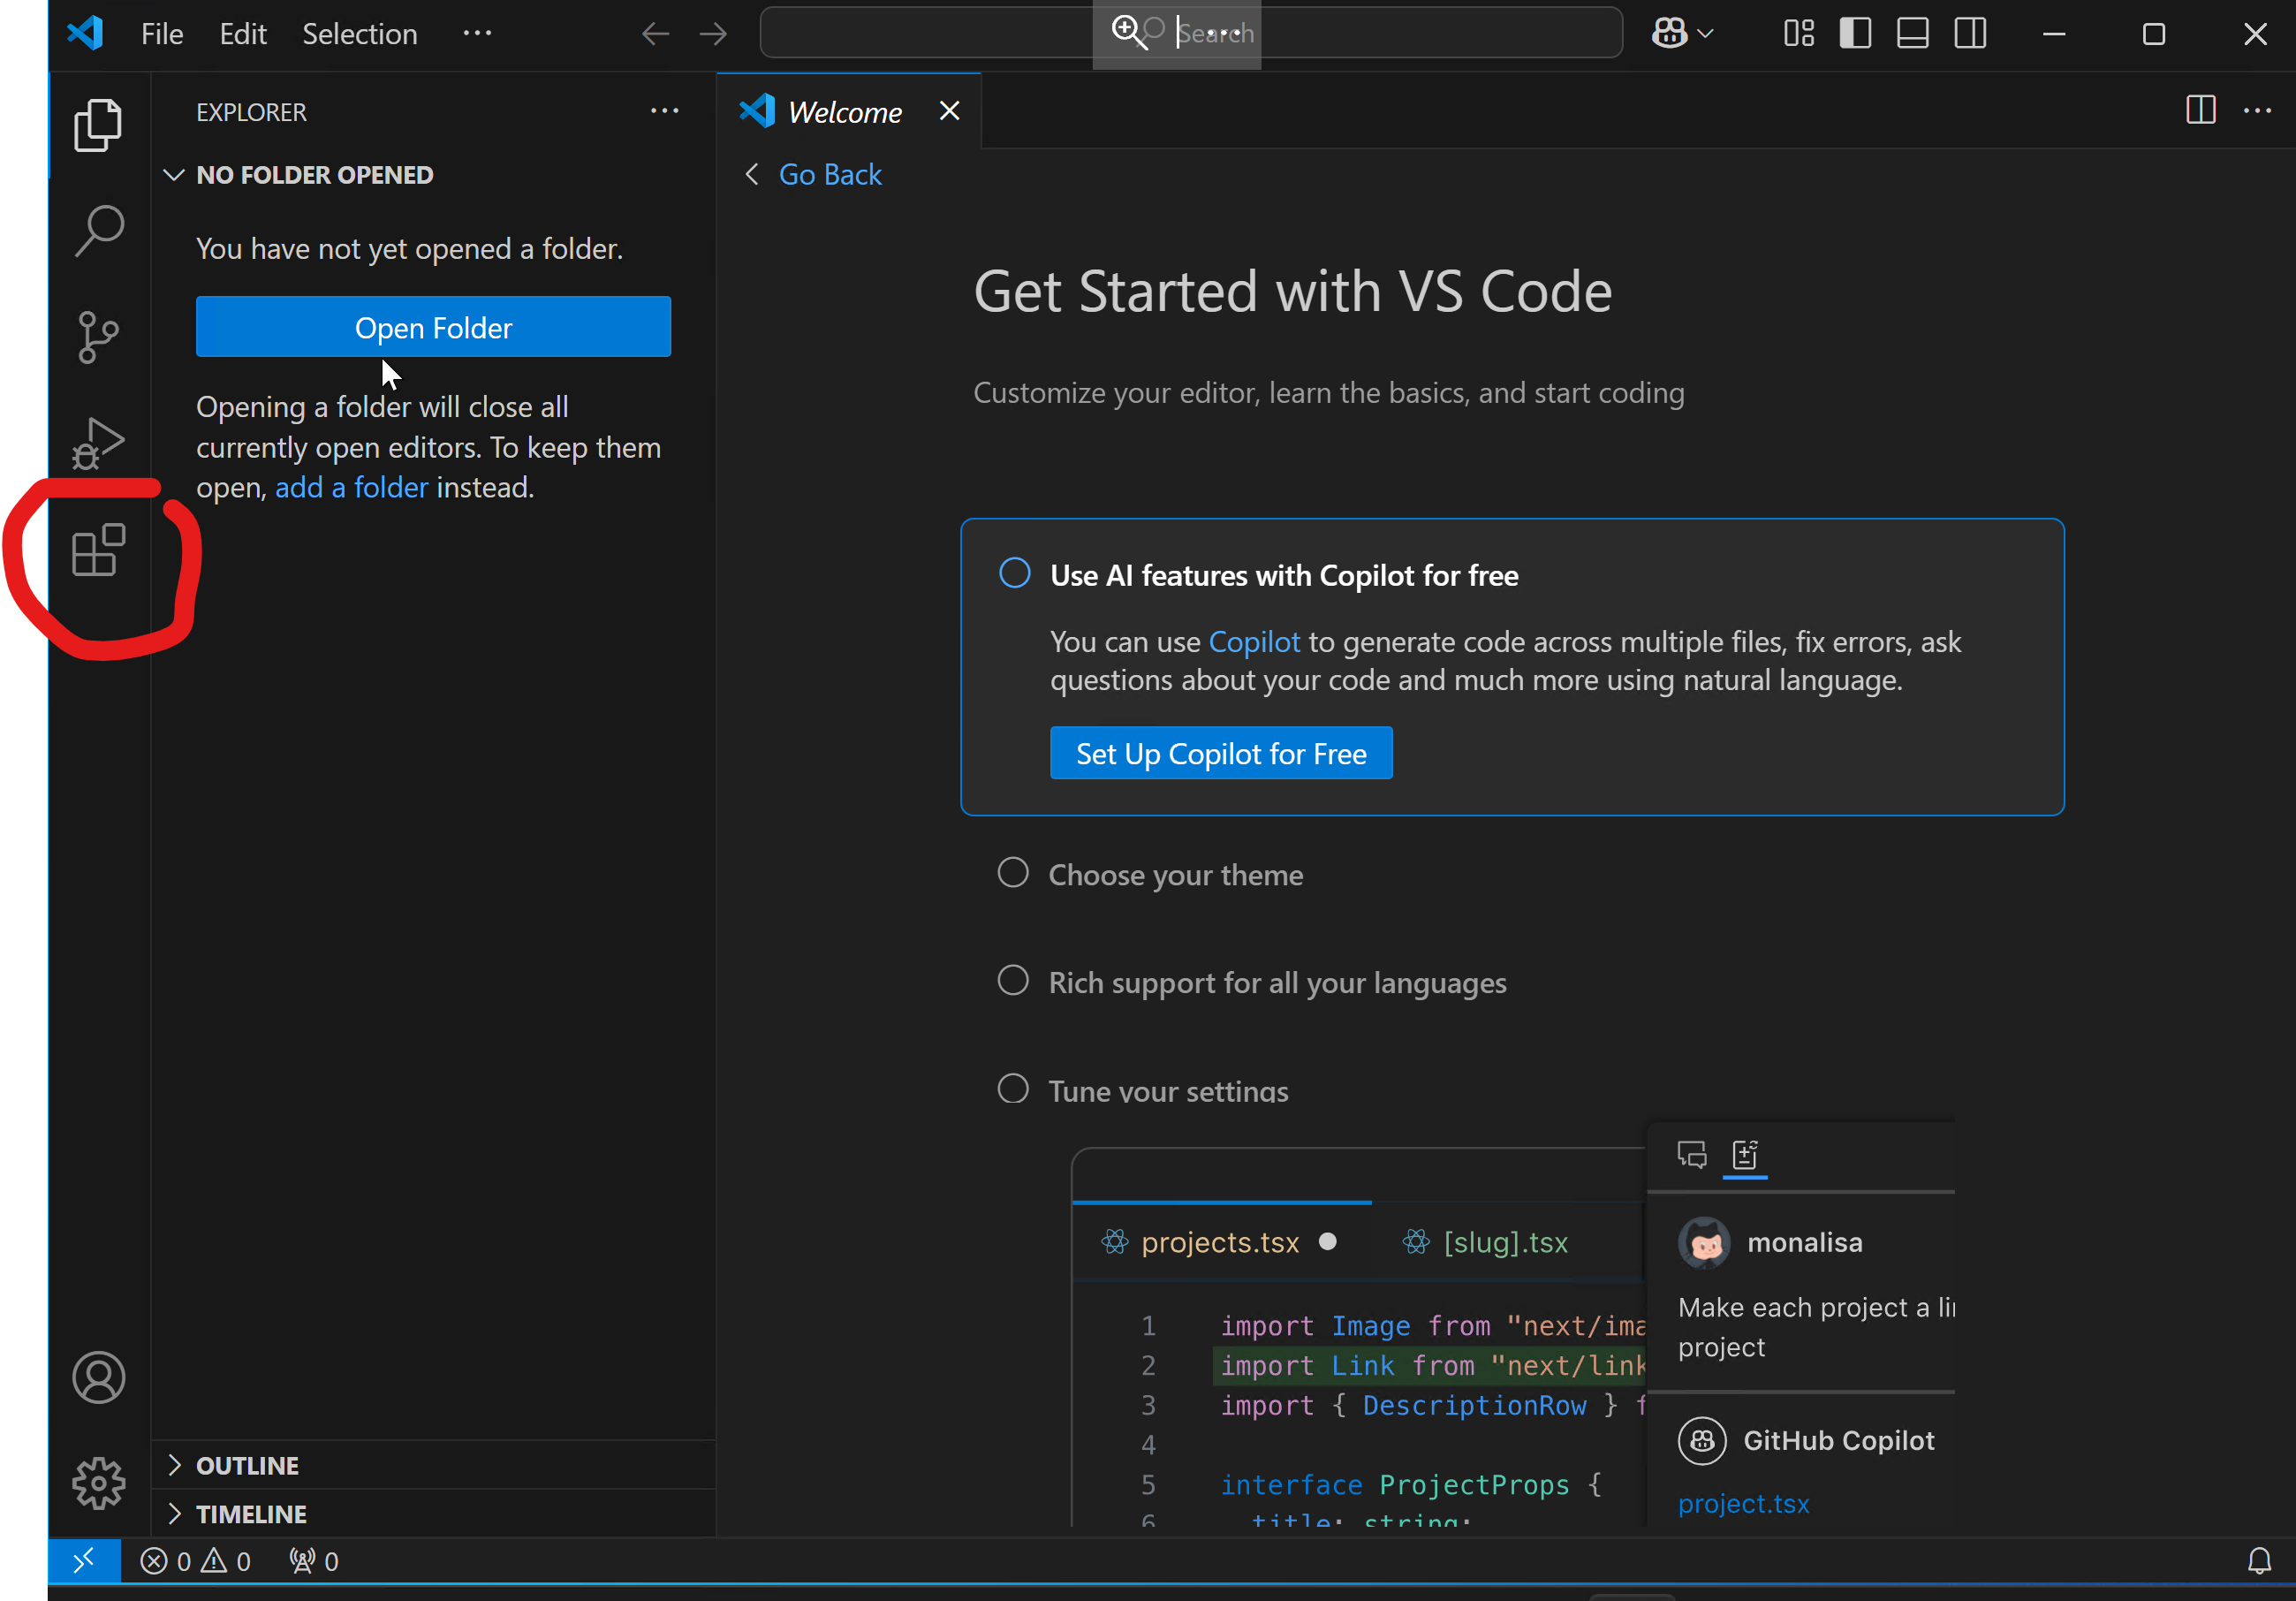 File Edit Selection ...
Search
EXPLORER
Welcome
NO FOLDER OPENED
Go Back
You have not yet opened a folder.
Open Folder
Opening a folder will close all
currently open editors. To keep them
open, add a folder instead.
Get Started with VS Code
Customize your editor, learn the basics, and start coding
Use AI features with Copilot for free
You can use Copilot to generate code across multiple files, fix errors, ask
questions about your code and much more using natural language.
Set Up Copilot for Free
Choose your theme
Rich support for all your languages
Tune your settings
projects.tsx
[slug].tsx
1 import Image from "next/ima
2 import Link from "next/link
3 import { DescriptionRow } f
4
5 interface ProjectProps {
6 title: string;
monalisa
Make each project a li
project
GitHub Copilot
project.tsx
OUTLINE
TIMELINE
0 0 0